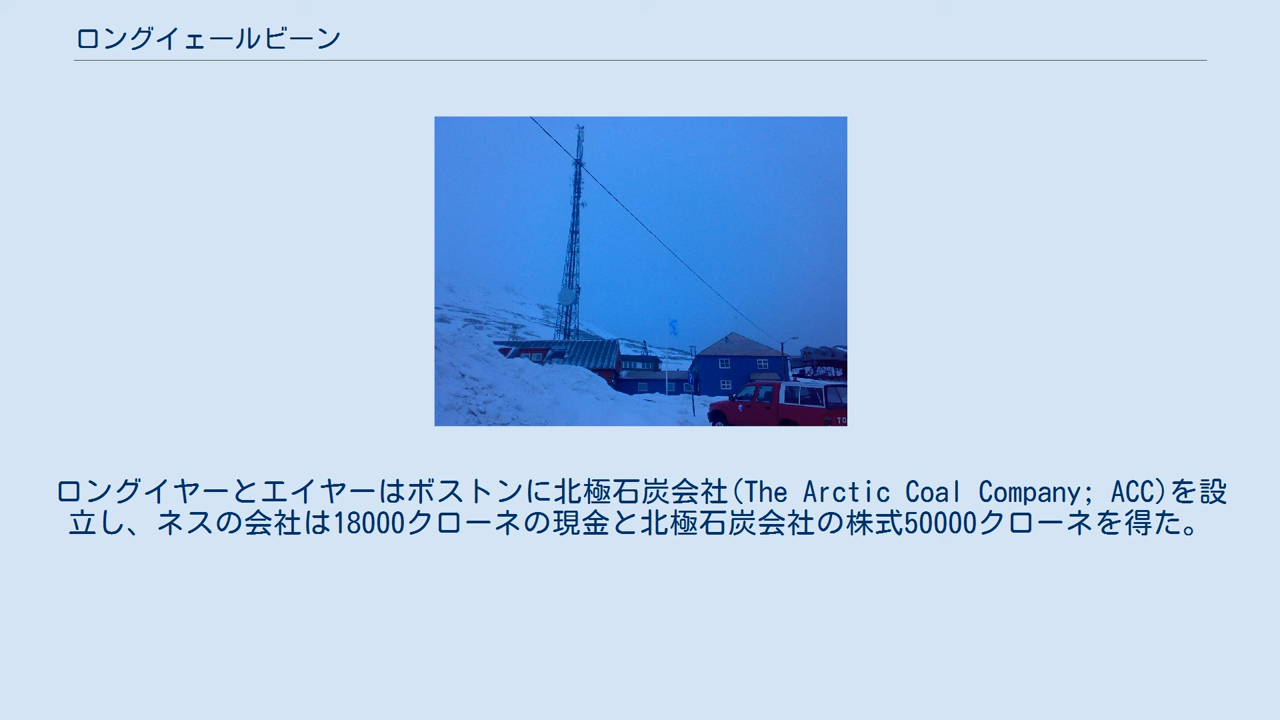 ロングイェールビーン
ロングイヤーとエイヤーはボストンに北極石炭会社(The Arctic Coal Company; ACC)を設
立し、ネスの会社は18000クローネの現金と北極石炭会社の株式50000クローネを得た。